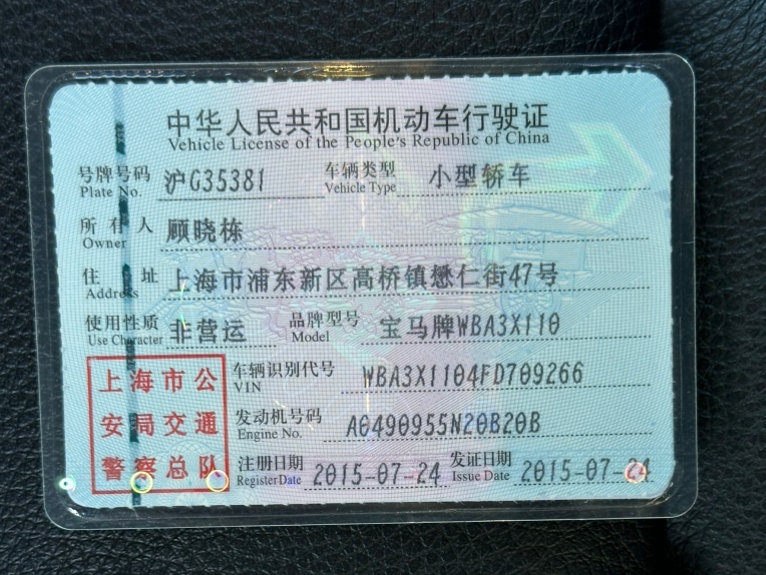 中华人民共和国机动车行驶证
Vehicle License of the People's Republic of China
号牌号码 沪G35381 车辆类型 小型轿车
Plate No. Vehicle Type
所有人 顾晓栋
Owner
住址 上海市浦东新区高桥镇懋仁街47号
Address
使用性质 非营运 品牌型号 宝马牌WBA3X110
Use Character Model
上海市公 车辆识别代号 WBA3X1104FD709266
VIN
安局交通 发动机号码 A0490955N20B20B
Engine No.
警察总队 注册日期 2015-07-24 发证日期 2015-07-24
Register Date Issue Date